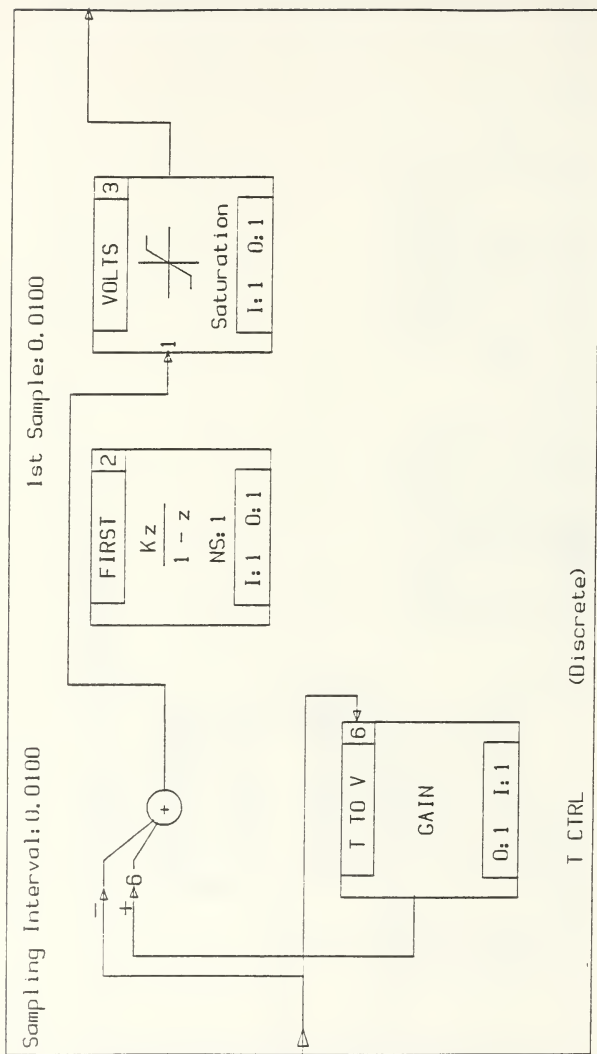 Sampling Interval: 0.0100
1st Sample: 0.0100
-
+
6
+
T TO V 6
GAIN
O: 1 I: 1
FIRST 2
Kz
1 - z
NS: 1
I: 1 O: 1
1
VOLTS 3
Saturation
I: 1 O: 1
T CTRL (Discrete)